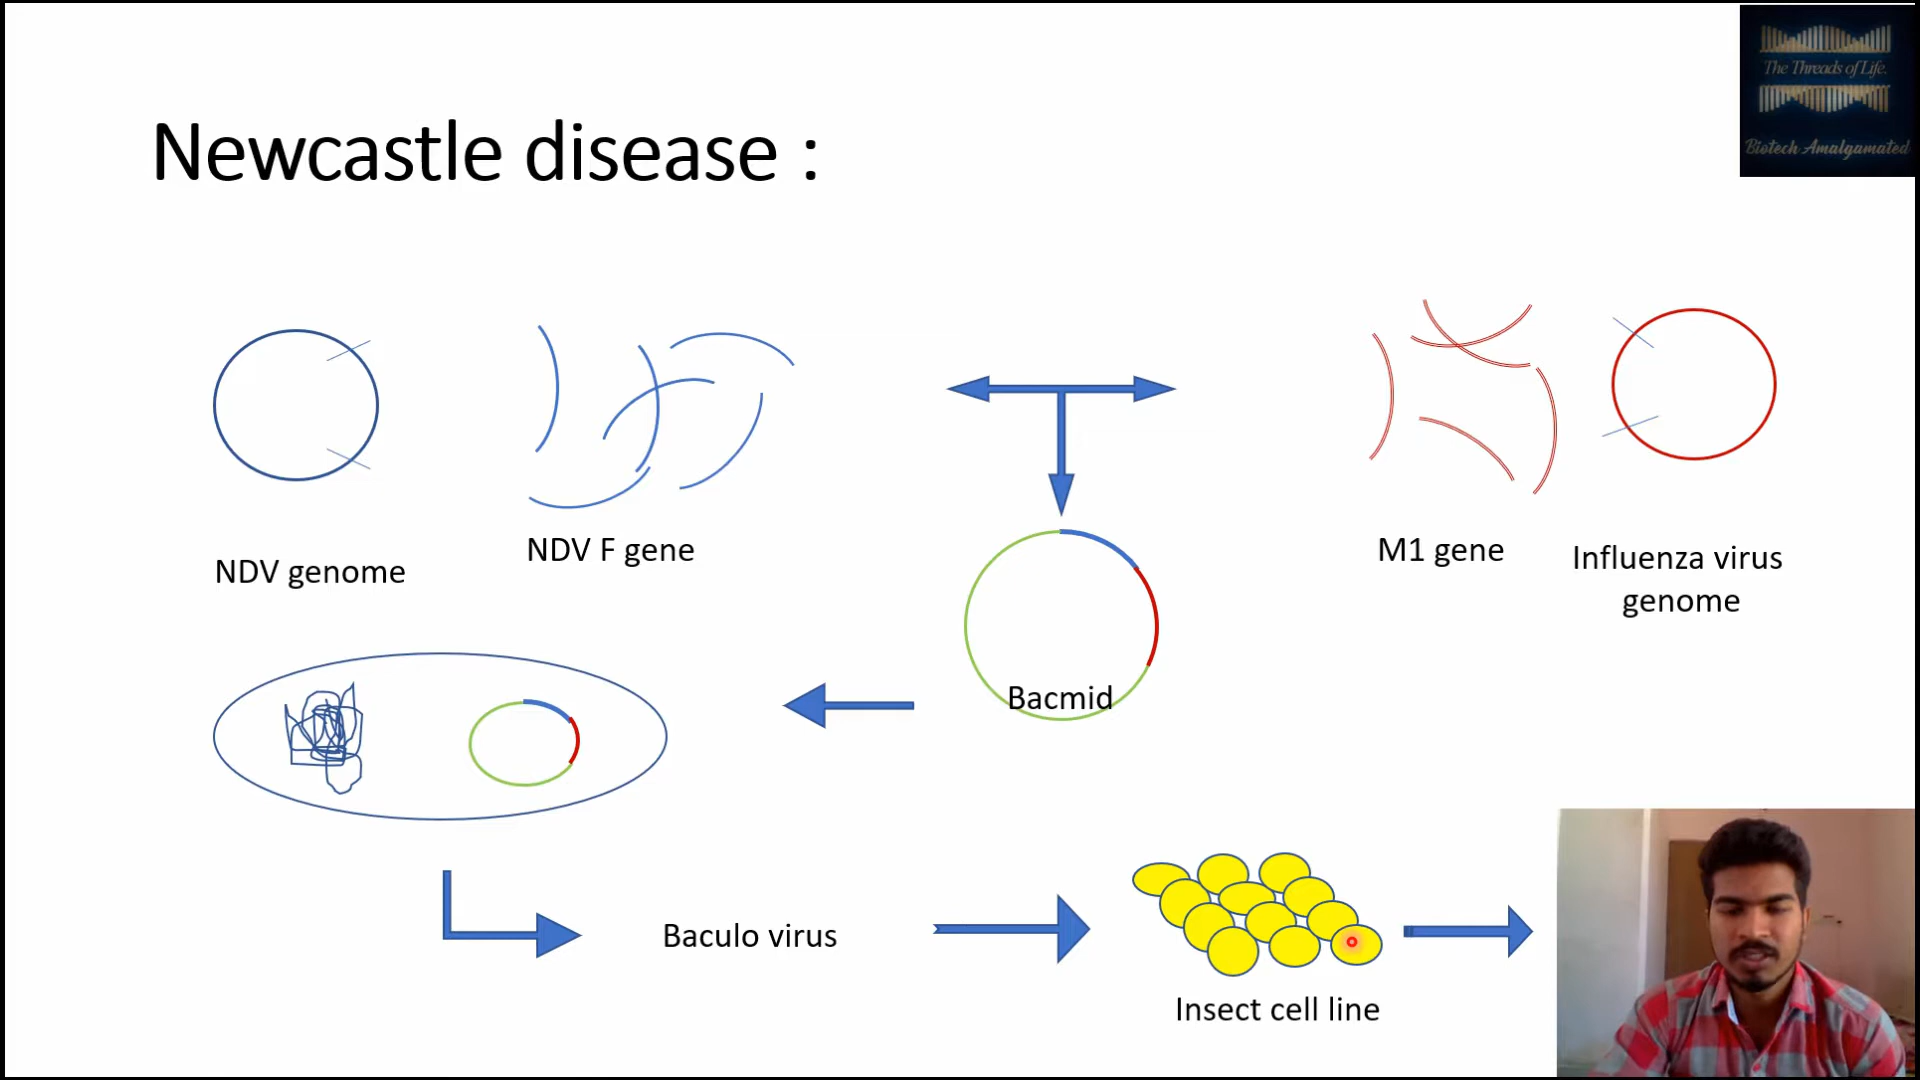 The Threads of Life.
Biotech Amalgamated
Newcastle disease :
NDV genome
NDV F gene
M1 gene
Influenza virus
genome
Bacmid
Baculo virus
Insect cell line